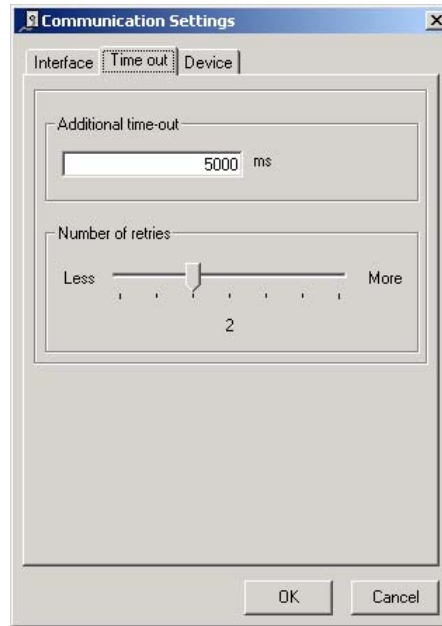 Communication Settings
Interface Time out Device
Additional time-out
5000 ms
Number of retries
Less More
2
OK Cancel